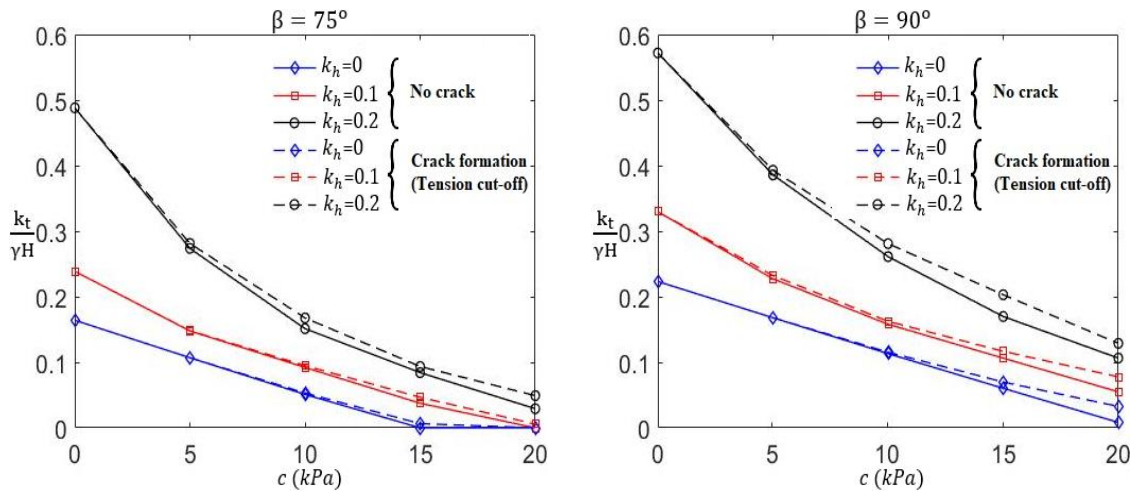 β = 75º
0.6
0.5
0.4
0.3
0.2
0.1
0
k_t
γH
k_h=0
k_h=0.1
k_h=0.2
No crack
k_h=0
k_h=0.1
k_h=0.2
Crack formation
(Tension cut-off)
0 5 10 15 20
c (kPa)
β = 90º
0.6
0.5
0.4
0.3
0.2
0.1
0
k_t
γH
k_h=0
k_h=0.1
k_h=0.2
No crack
k_h=0
k_h=0.1
k_h=0.2
Crack formation
(Tension cut-off)
0 5 10 15 20
c (kPa)